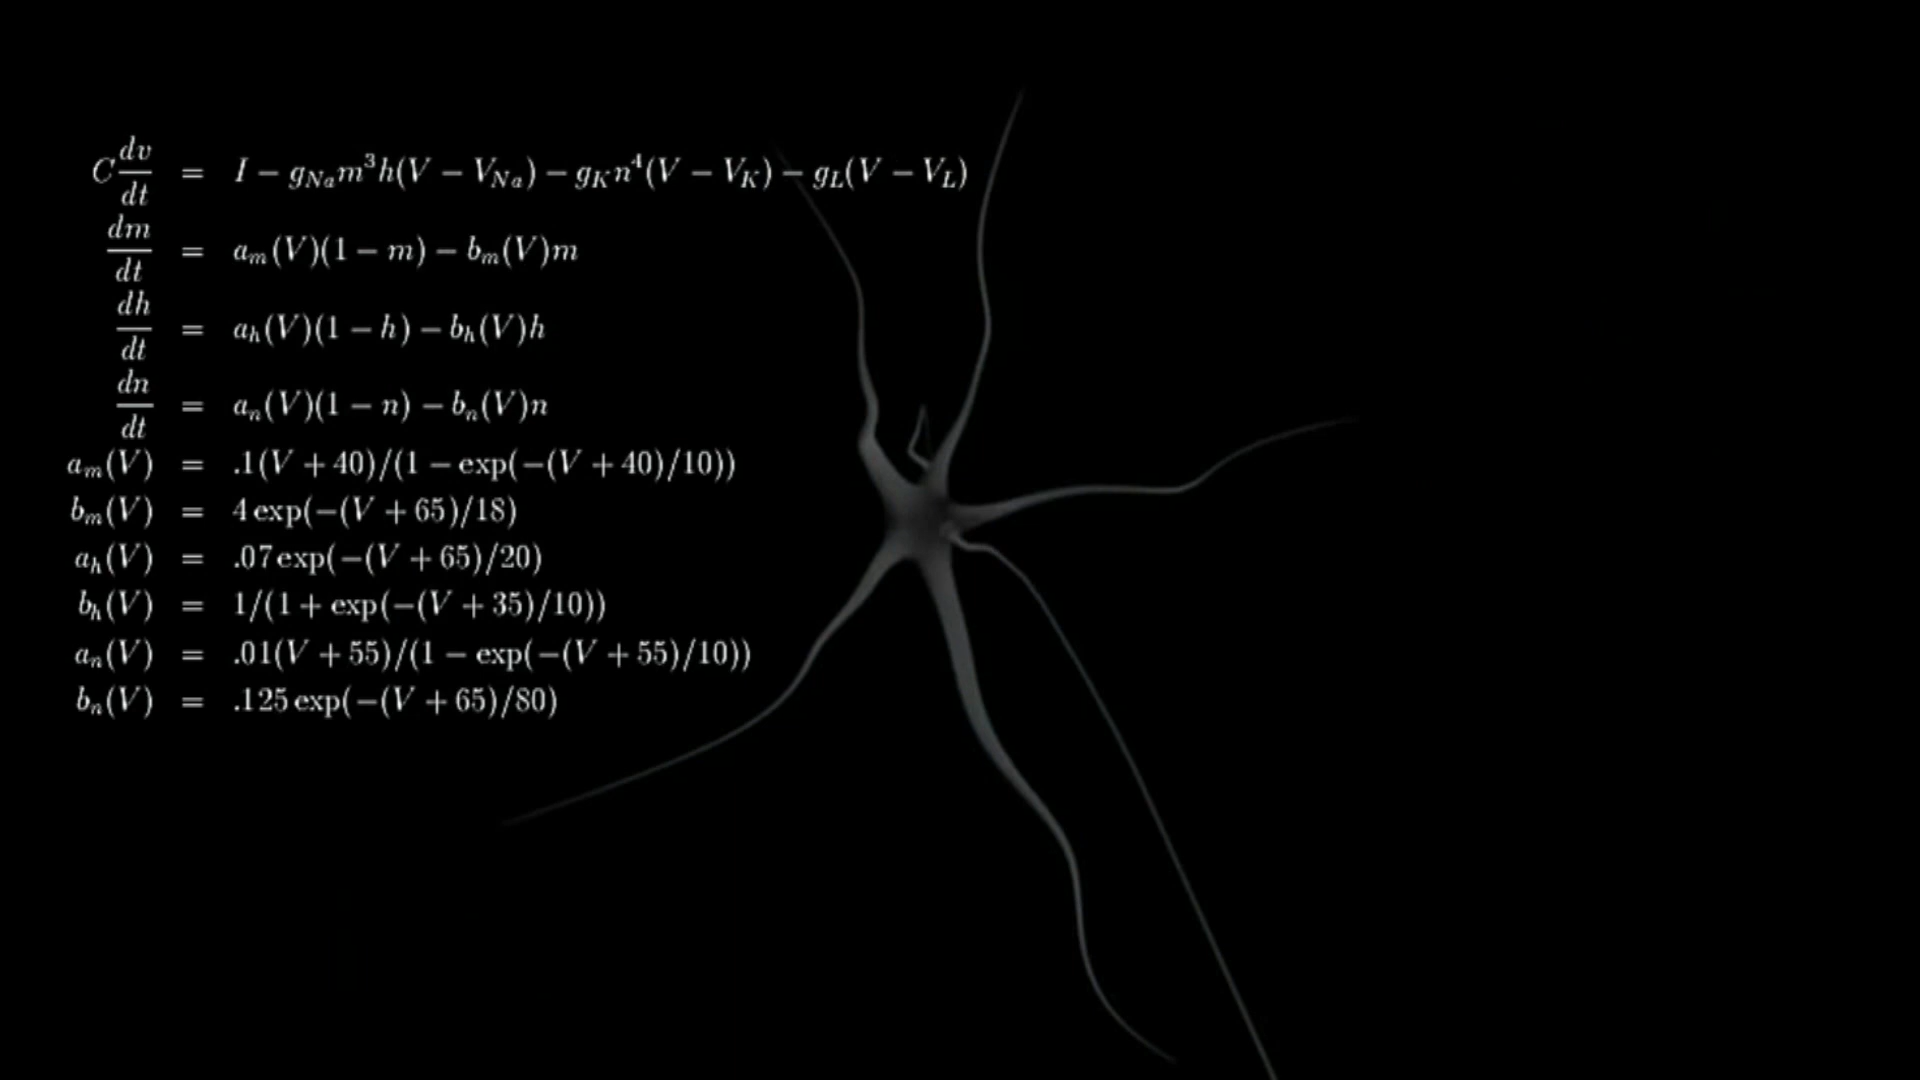 C dv/dt = I − g_Na m³h(V − V_Na) − g_K n⁴(V − V_K) − g_L(V − V_L)
dm/dt = a_m(V)(1 − m) − b_m(V)m
dh/dt = a_h(V)(1 − h) − b_h(V)h
dn/dt = a_n(V)(1 − n) − b_n(V)n
a_m(V) = .1(V + 40)/(1 − exp(−(V + 40)/10))
b_m(V) = 4 exp(−(V + 65)/18)
a_h(V) = .07 exp(−(V + 65)/20)
b_h(V) = 1/(1 + exp(−(V + 35)/10))
a_n(V) = .01(V + 55)/(1 − exp(−(V + 55)/10))
b_n(V) = .125 exp(−(V + 65)/80)